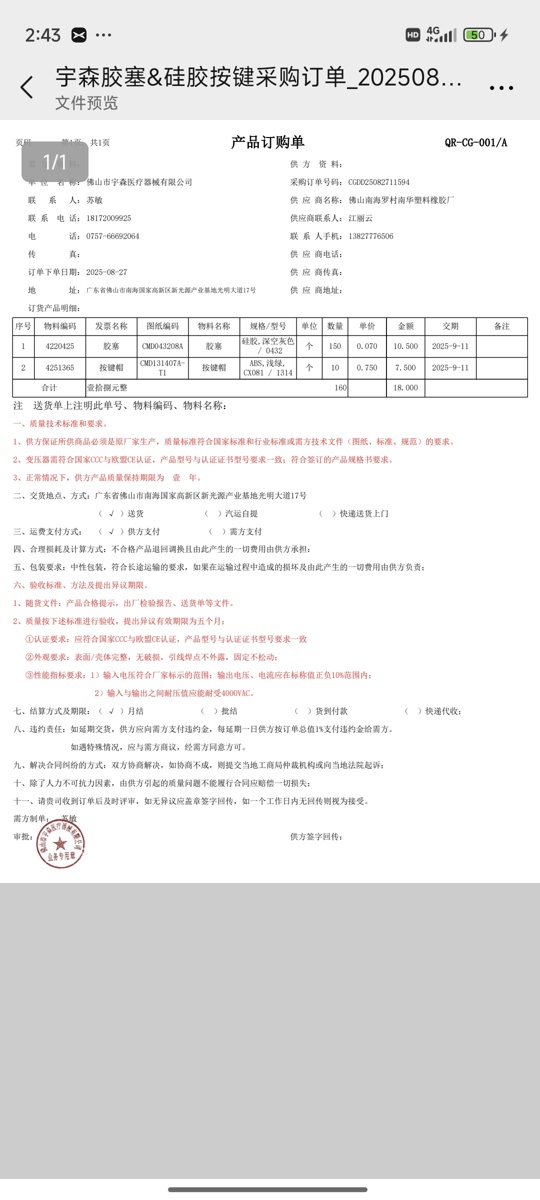 2:43
HD 4G 50
宇森胶塞&硅胶按键采购订单_202508...
文件预览
1/1
页码 第1页 共1页 产品订购单 QR-CG-001/A
供 方 资 料：
单 位 名 称：佛山市宇森医疗器械有限公司 采购订单号码：CGDD25082711594
联 系 人：苏敏 供 应 商名称：佛山南海罗村南华塑料橡胶厂
联 系 电 话：18172009925 供应商联系人：江丽云
电 话：0757-66692064 联 系 人手机：13827776506
传 真： 供 应 商电话：
订单下单日期：2025-08-27 供 应 商传真：
地 址：广东省佛山市南海国家高新区新光源产业基地光明大道17号 供 应 商地址：
订货产品明细：
序号 物料编码 发票名称 图纸编码 物料名称 规格/型号 单位 数量 单价 金额 交期 备注
1 4220425 胶塞 CMD043208A 胶塞 硅胶,深空灰色 / 0432 个 150 0.070 10.500 2025-9-11
2 4251365 按键帽 CMD131407A-T1 按键帽 ABS,浅绿, CX081 / 1314 个 10 0.750 7.500 2025-9-11
合计 壹拾捌元整 160 18.000
注 送货单上注明此单号、物料编码、物料名称：
一、质量技术标准和要求。
1、供方保证所供商品必须是原厂家生产，质量标准符合国家标准和行业标准或需方技术文件（图纸、标准、规范）的要求。
2、变压器需符合国家CCC与欧盟CE认证，产品型号与认证证书型号要求一致；符合签订的产品规格书要求。
3、正常情况下，供方产品质量保持期限为 壹 年。
二、交货地点、方式：广东省佛山市南海国家高新区新光源产业基地光明大道17号
（ √ ）送货 （ ）汽运自提 （ ）快递送货上门
三、运费支付方式： （ √ ）供方支付 （ ）需方支付
四、合理损耗及计算方式：不合格产品退回调换且由此产生的一切费用由供方承担；
五、包装要求：中性包装，符合长途运输的要求，如果在运输过程中造成的损坏及由此产生的一切费用由供方负责；
六、验收标准、方法及提出异议期限。
1、随货文件：产品合格提示，出厂检验报告、送货单等文件。
2、质量按下述标准进行验收，提出异议有效期限为五个月；
①认证要求：应符合国家CCC与欧盟CE认证，产品型号与认证证书型号要求一致
②外观要求：表面/壳体完整，无破损，引线焊点不外露，固定不松动；
③性能指标要求：1）输入电压符合厂家标示的范围；输出电压、电流应在标称值正负10%范围内；
2）输入与输出之间耐压值应能耐受4000VAC。
七、结算方式及期限：（ √ ）月结 （ ）批结 （ ）货到付款 （ ）快递代收；
八、违约责任：如延期交货，供方应向需方支付违约金，每延期一日供方按订单总值1%支付违约金给需方。
如遇特殊情况，应与需方商议，经需方同意方可。
九、解决合同纠纷的方式：双方协商解决，如协商不成，则提交当地工商局仲裁机构或向当地法院起诉；
十、除了人力不可抗力因素，由供方引起的质量问题不能履行合同应赔偿一切损失；
十一、请贵司收到订单后及时评审，如无异议应盖章签字回传，如一个工作日内无回传则视为接受。
需方制单： 苏敏
审批： 供方签字回传：
佛山市宇森医疗器械有限公司
业务专用章